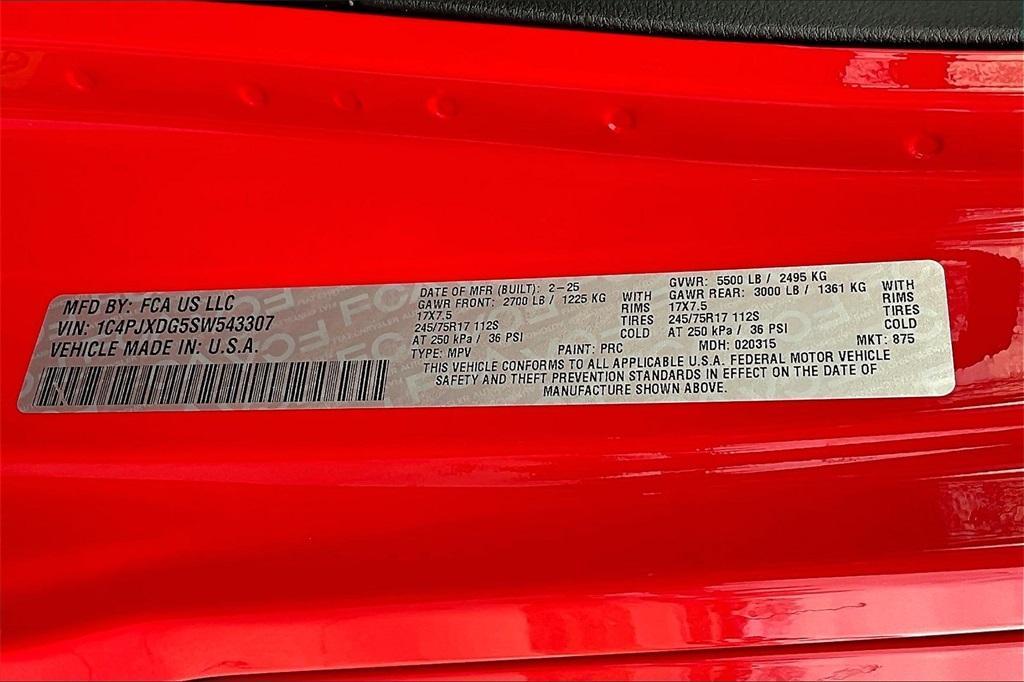 MFD BY: FCA US LLC
VIN: 1C4PJXDG5SW543307
VEHICLE MADE IN: U.S.A.
DATE OF MFR (BUILT): 2-25
GAWR FRONT: 2700 LB / 1225 KG WITH
17X7.5 RIMS
245/75R17 112S TIRES
AT 250 kPa / 36 PSI COLD
GVWR: 5500 LB / 2495 KG
GAWR REAR: 3000 LB / 1361 KG WITH
17X7.5 RIMS
245/75R17 112S TIRES
AT 250 kPa / 36 PSI COLD
TYPE: MPV PAINT: PRC MDH: 020315 MKT: 875
THIS VEHICLE CONFORMS TO ALL APPLICABLE U.S.A. FEDERAL MOTOR VEHICLE
SAFETY AND THEFT PREVENTION STANDARDS IN EFFECT ON THE DATE OF
MANUFACTURE SHOWN ABOVE.